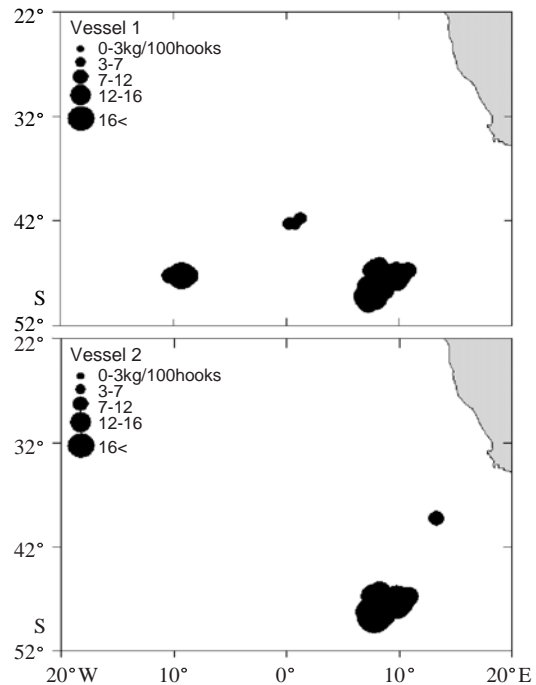 22°
Vessel 1
0-3kg/100hooks
3-7
7-12
12-16
16<
32°
42°
S
52°
22°
Vessel 2
0-3kg/100hooks
3-7
7-12
12-16
16<
32°
42°
S
52°
20°W 10° 0° 10° 20°E